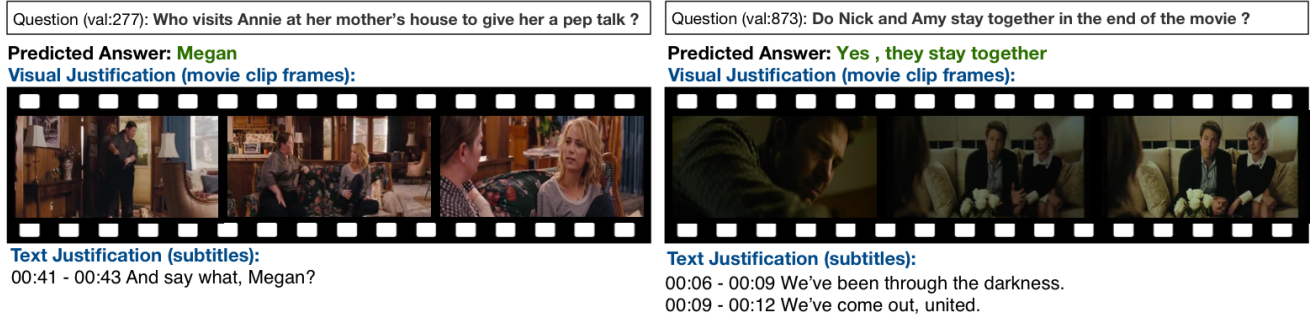 Question (val:277): Who visits Annie at her mother’s house to give her a pep talk ?
Predicted Answer: Megan
Visual Justification (movie clip frames):
Text Justification (subtitles):
00:41 - 00:43 And say what, Megan?
Question (val:873): Do Nick and Amy stay together in the end of the movie ?
Predicted Answer: Yes , they stay together
Visual Justification (movie clip frames):
Text Justification (subtitles):
00:06 - 00:09 We’ve been through the darkness.
00:09 - 00:12 We’ve come out, united.